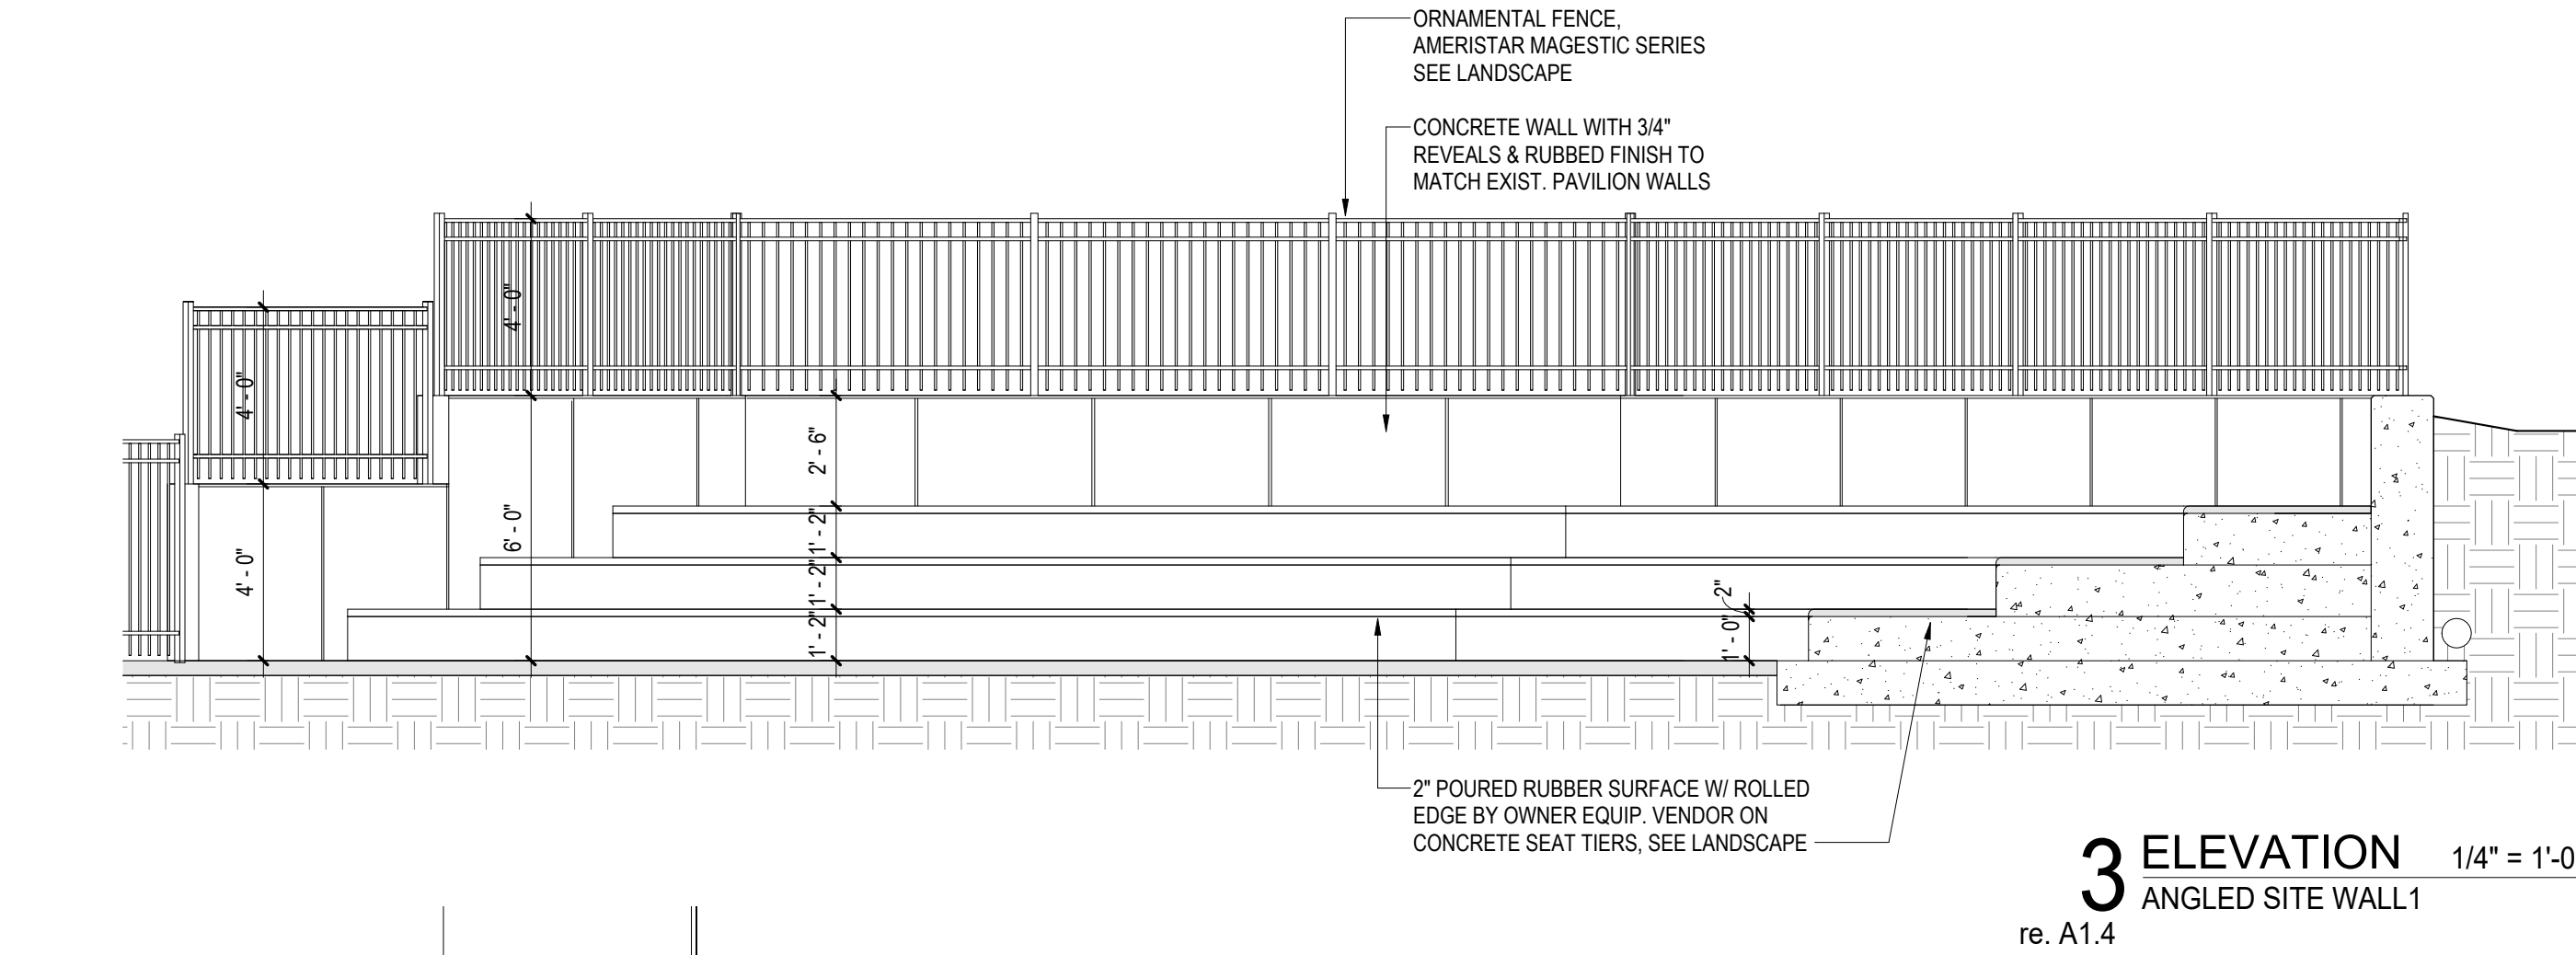 ORNAMENTAL FENCE,
AMERISTAR MAGESTIC SERIES
SEE LANDSCAPE
CONCRETE WALL WITH 3/4"
REVEALS & RUBBED FINISH TO
MATCH EXIST. PAVILION WALLS
4' - 0"
4' - 0"
4' - 0"
6' - 0"
2' - 6"
1' - 2"
1' - 2"
1' - 2"
2"
1' - 0"
2" POURED RUBBER SURFACE W/ ROLLED
EDGE BY OWNER EQUIP. VENDOR ON
CONCRETE SEAT TIERS, SEE LANDSCAPE
3 ELEVATION 1/4" = 1'-0
ANGLED SITE WALL1
re. A1.4